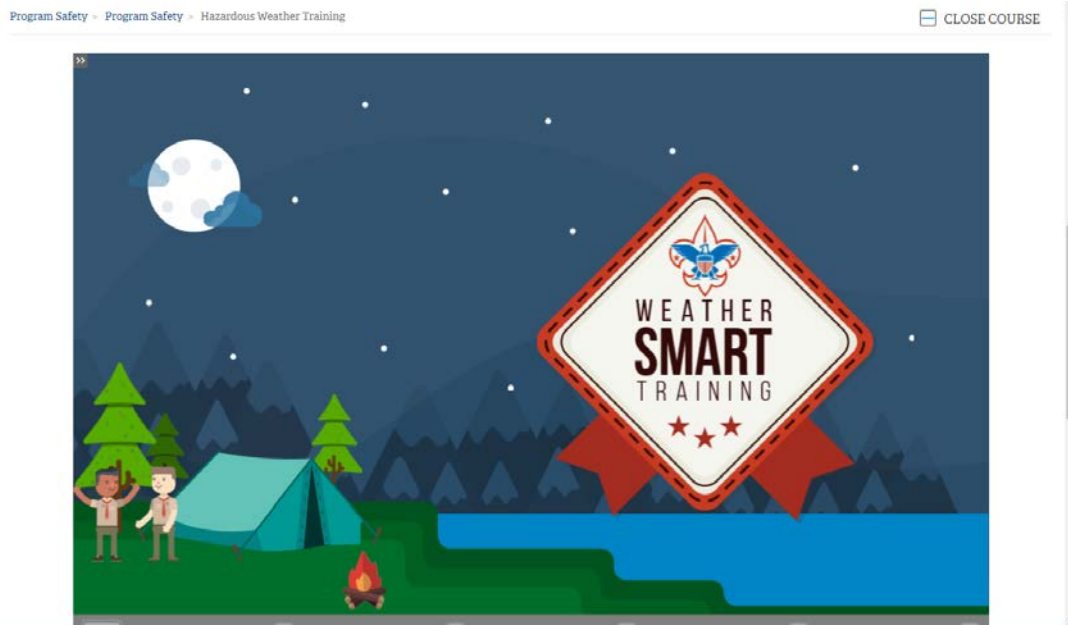 Program Safety > Program Safety > Hazardous Weather Training
CLOSE COURSE
WEATHER
SMART
TRAINING